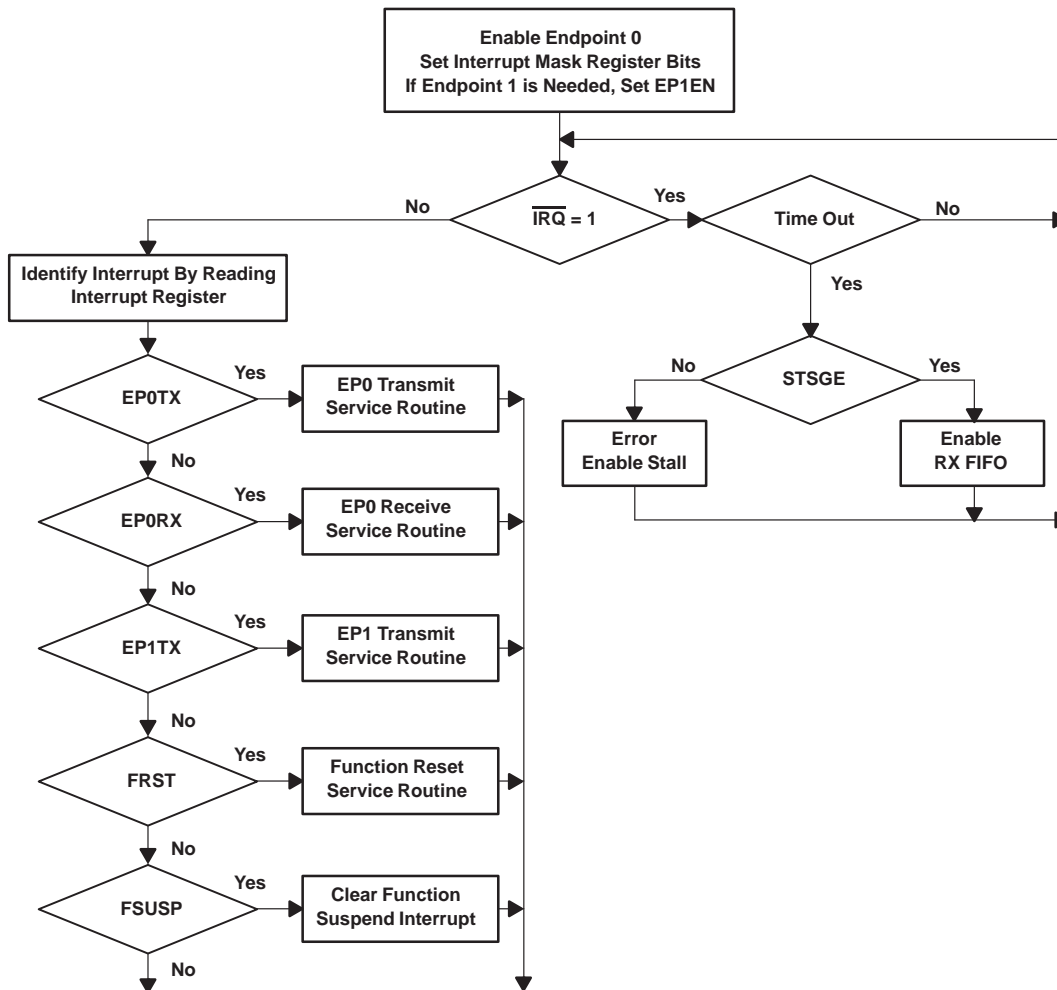 Enable Endpoint 0
Set Interrupt Mask Register Bits
If Endpoint 1 is Needed, Set EP1EN
No
IRQ = 1
Yes
Time Out
No
Yes
Identify Interrupt By Reading
Interrupt Register
EP0TX
Yes
EP0 Transmit
Service Routine
No
STSGE
Yes
Error
Enable Stall
Enable
RX FIFO
No
EP0RX
Yes
EP0 Receive
Service Routine
No
EP1TX
Yes
EP1 Transmit
Service Routine
No
FRST
Yes
Function Reset
Service Routine
No
FSUSP
Yes
Clear Function
Suspend Interrupt
No